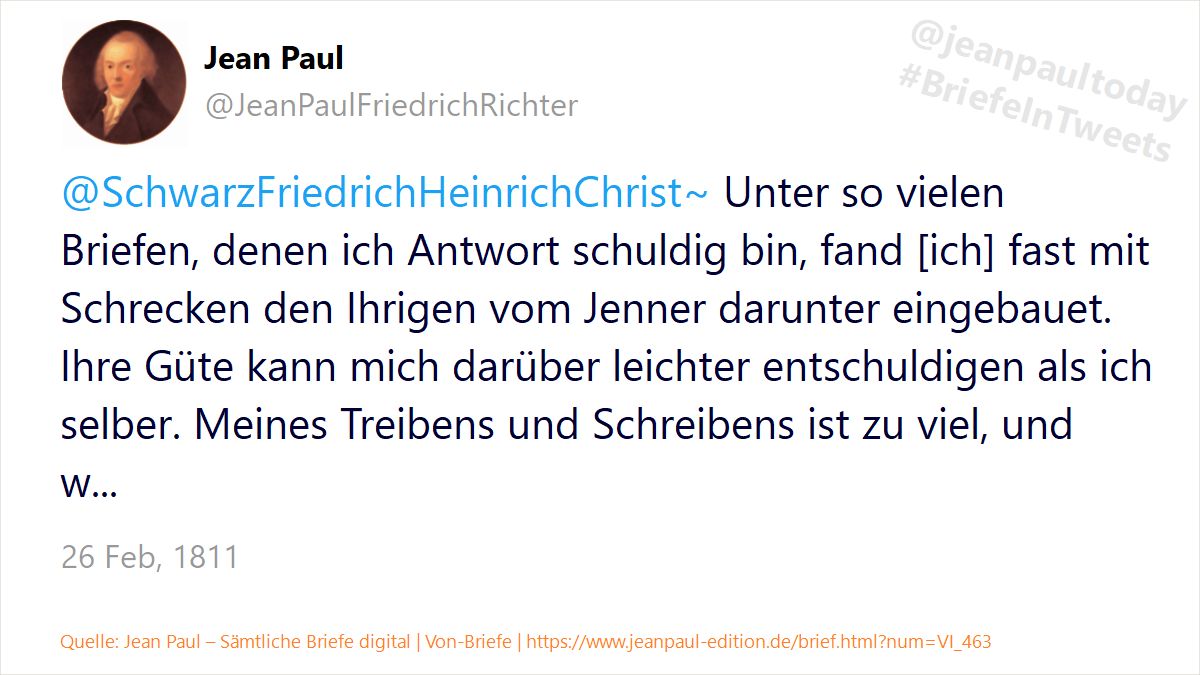 Jean Paul
@JeanPaulFriedrichRichter
@jeanpaultoday
#BriefeInTweets
@SchwarzFriedrichHeinrichChrist~ Unter so vielen
Briefen, denen ich Antwort schuldig bin, fand [ich] fast mit
Schrecken den Ihrigen vom Jenner darunter eingebauet.
Ihre Güte kann mich darüber leichter entschuldigen als ich
selber. Meines Treibens und Schreibens ist zu viel, und
w...
26 Feb, 1811
Quelle: Jean Paul – Sämtliche Briefe digital | Von-Briefe | https://www.jeanpaul-edition.de/brief.html?num=VI_463